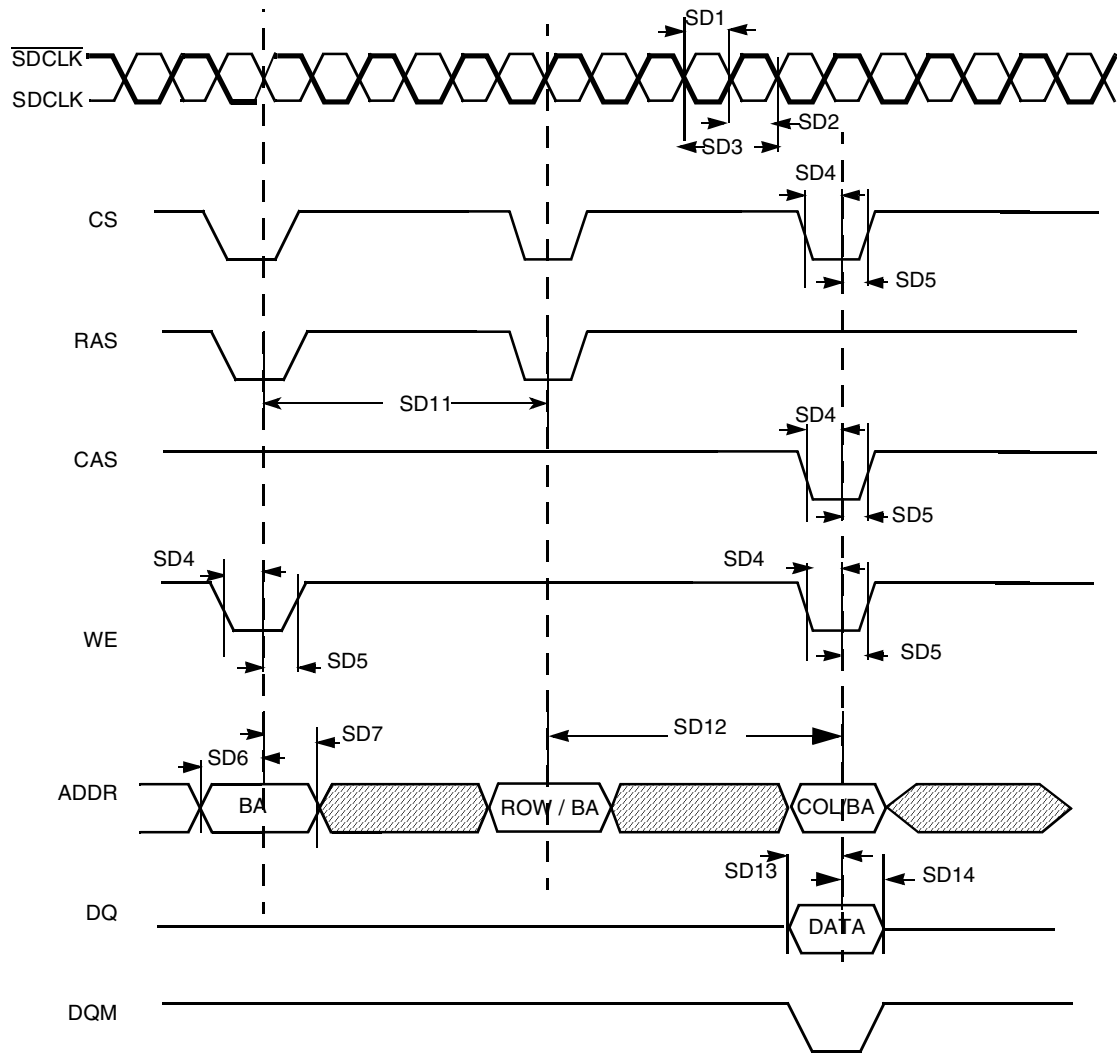 SD1
SDCLK
SDCLK
SD2
SD3
SD4
CS
SD5
RAS
SD11
SD4
CAS
SD5
SD4
SD4
WE
SD5
SD5
SD12
SD7
SD6
ADDR
BA
ROW / BA
COL/BA
SD13
SD14
DQ
DATA
DQM